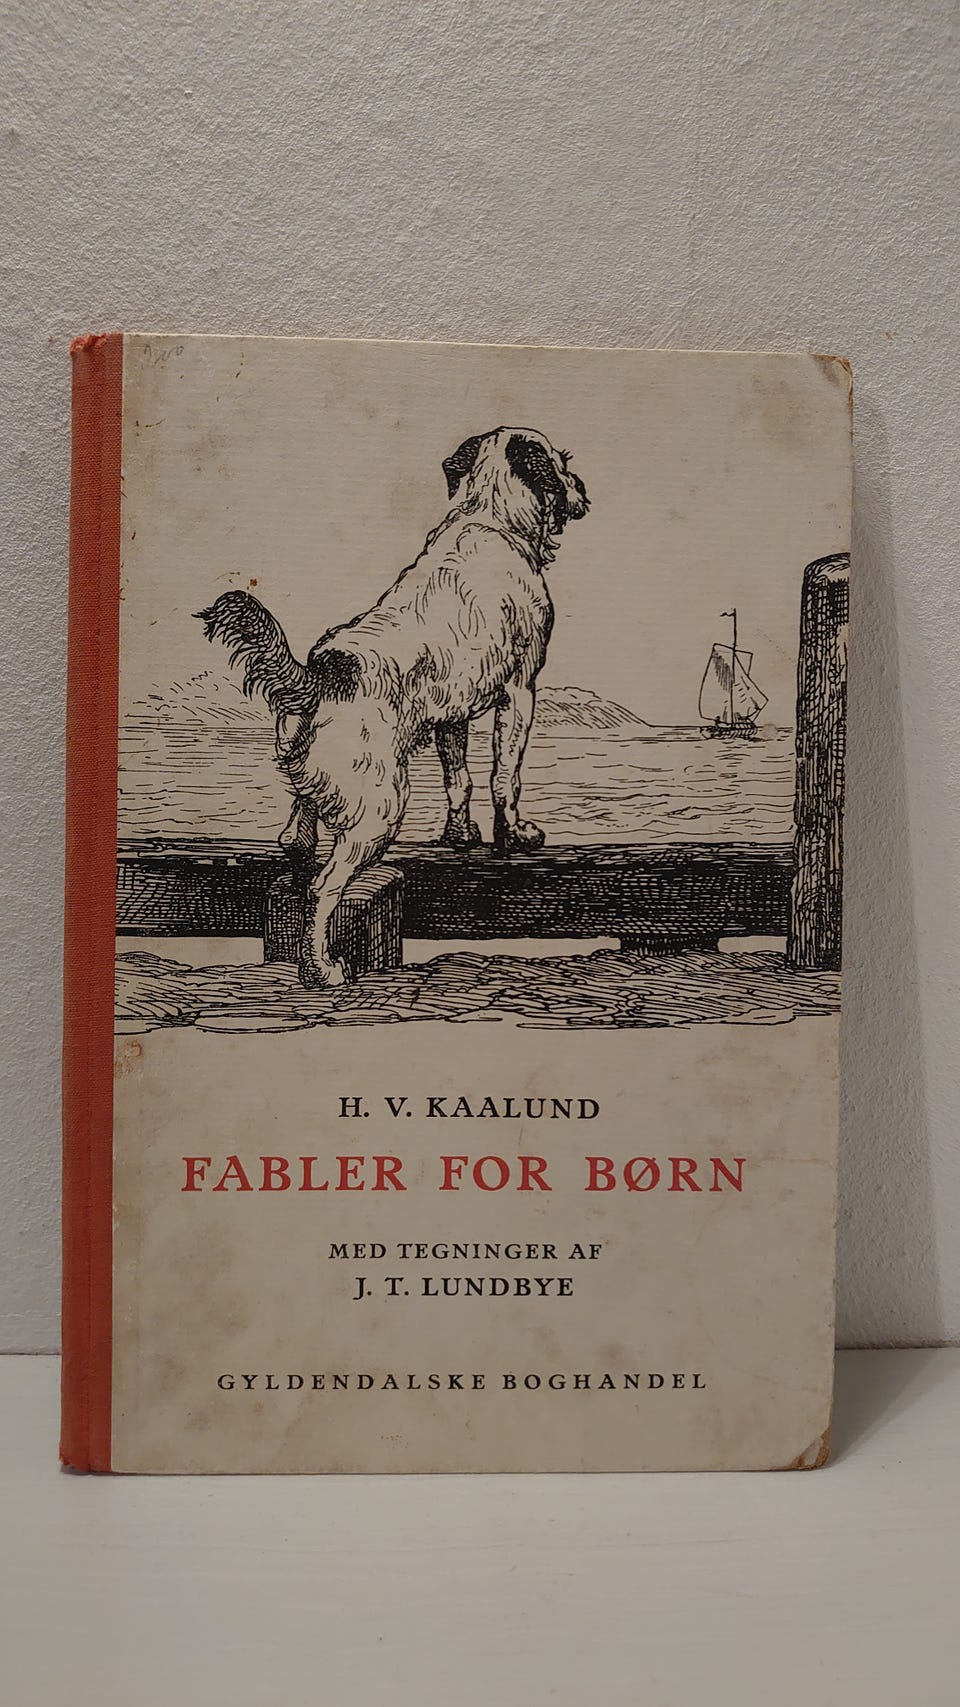 H. V. KAALUND
FABLER FOR BØRN
MED TEGNINGER AF
J. T. LUNDBYE
GYLDENDALSKE BOGHANDEL